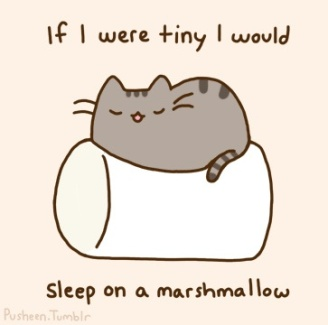 If I were tiny I would
Sleep on a marshmallow
Pusheen.Tumblr